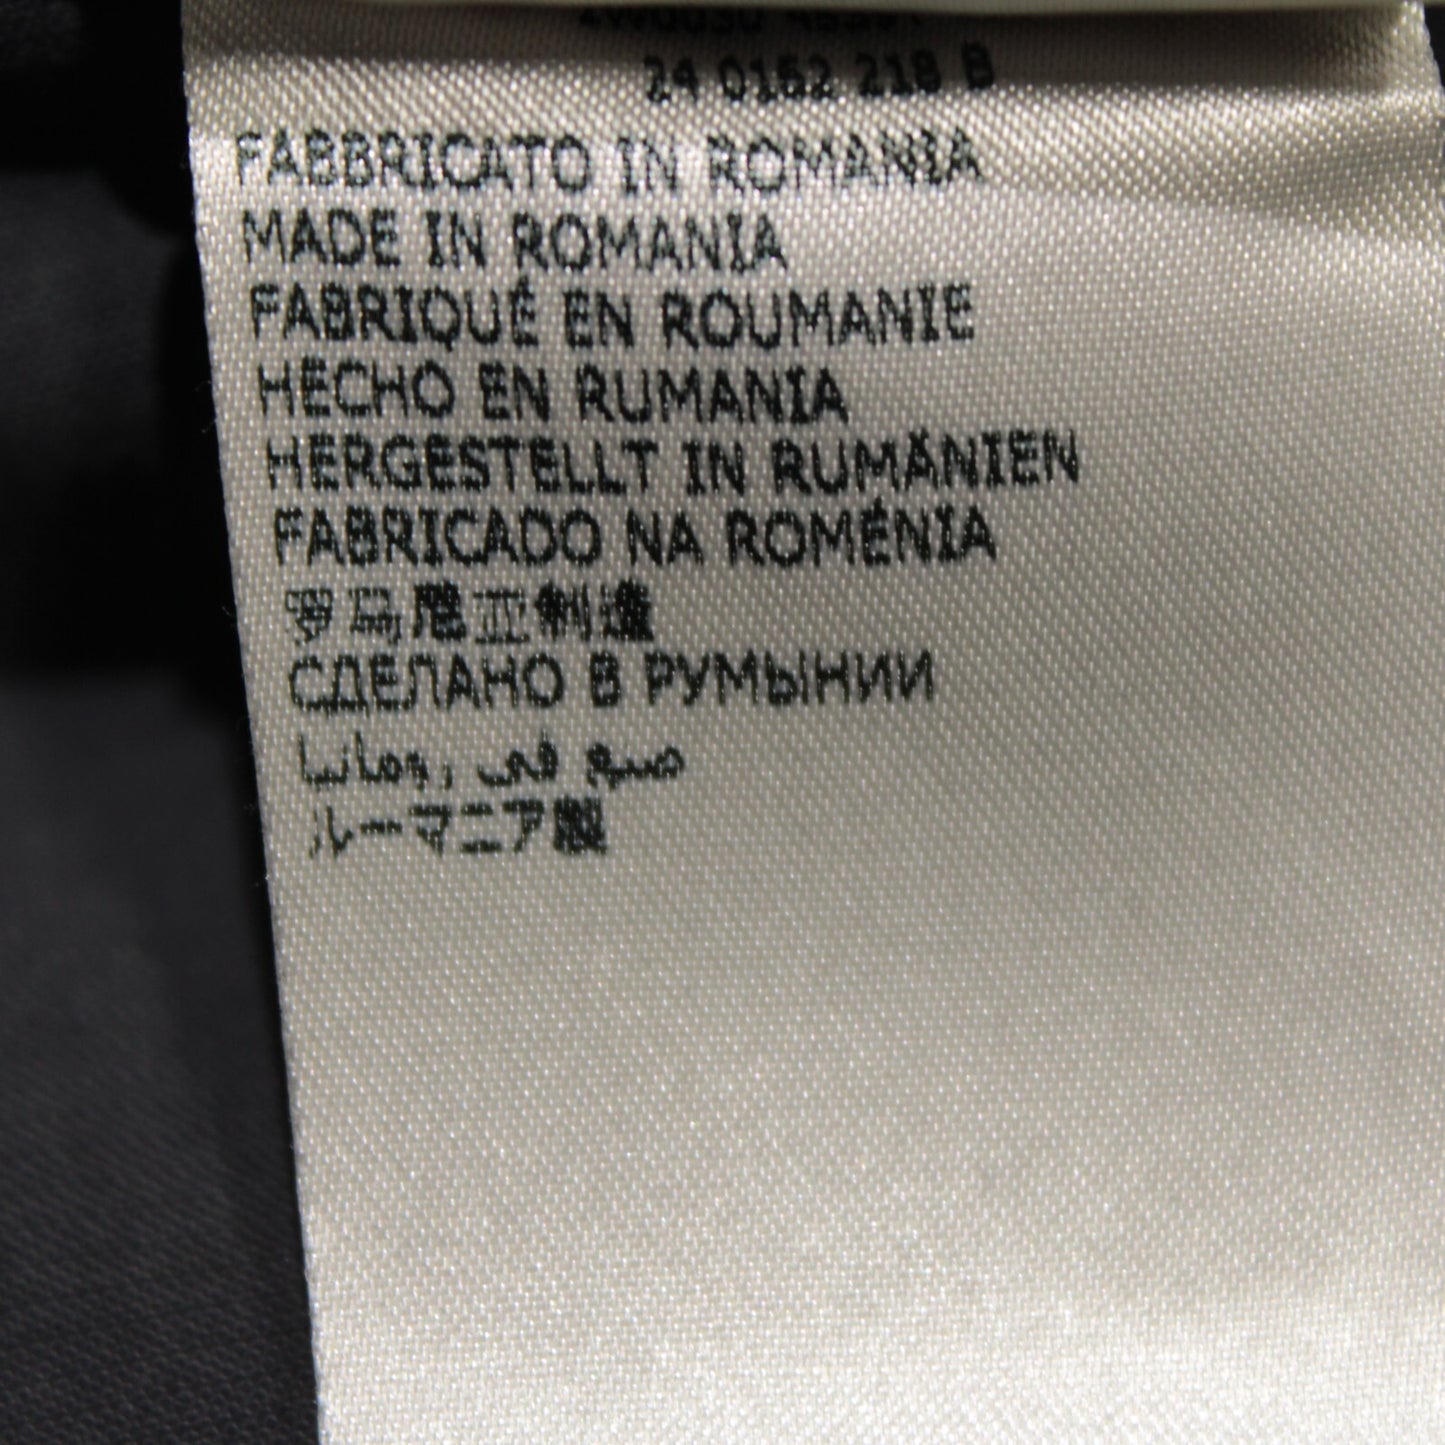 24 0162 218 B
FABBRICATO IN ROMANIA
MADE IN ROMANIA
FABRIQUÉ EN ROUMANIE
HECHO EN RUMANIA
HERGESTELLT IN RUMÄNIEN
FABRICADO NA ROMÉNIA
罗马尼亚制造
СДЕЛАНО В РУМЫНИИ
صنع في رومانيا
ルーマニア製